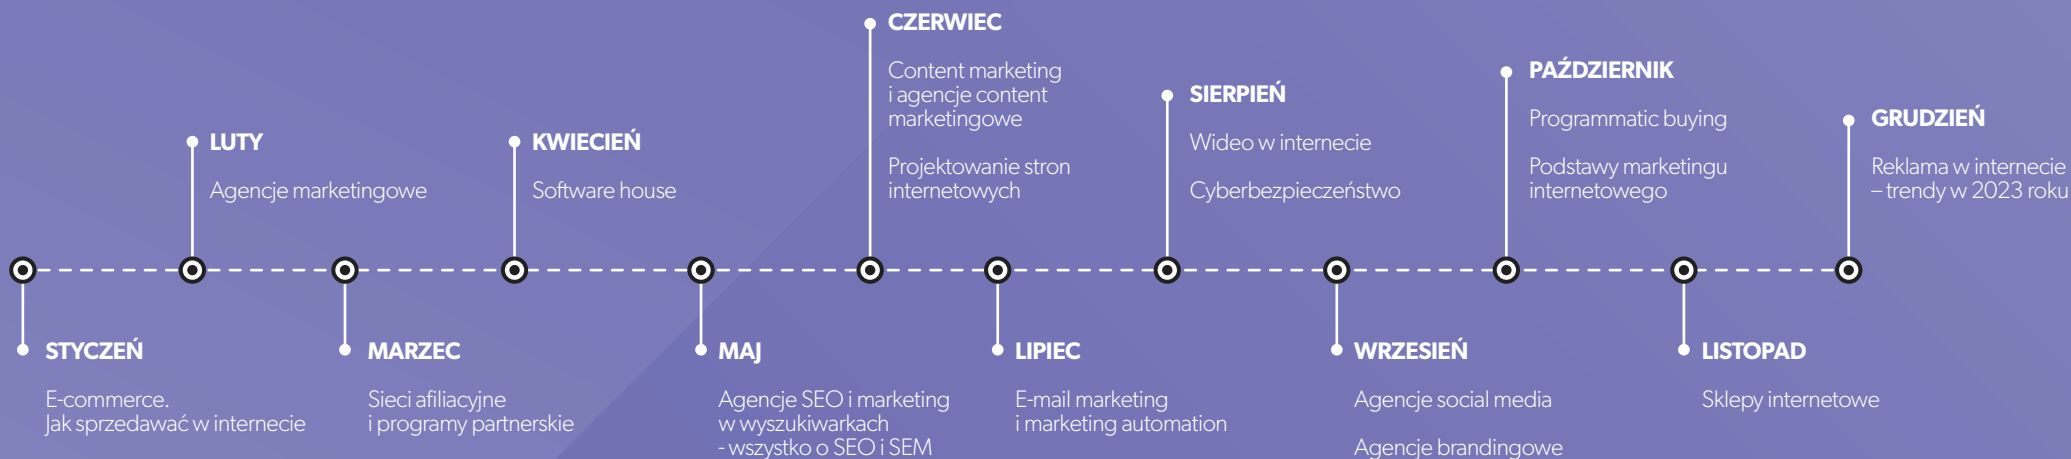 STYCZEŃ
E-commerce.
Jak sprzedawać w internecie
LUTY
Agencje marketingowe
MARZEC
Sieci afiliacyjne
i programy partnerskie
KWIECIEŃ
Software house
MAJ
Agencje SEO i marketing
w wyszukiwarkach
- wszystko o SEO i SEM
CZERWIEC
Content marketing
i agencje content
marketingowe
Projektowanie stron
internetowych
LIPIEC
E-mail marketing
i marketing automation
SIERPIEŃ
Wideo w internecie
Cyberbezpieczeństwo
WRZESIEŃ
Agencje social media
Agencje brandingowe
PAŹDZIERNIK
Programmatic buying
Podstawy marketingu
internetowego
LISTOPAD
Sklepy internetowe
GRUDZIEŃ
Reklama w internecie
– trendy w 2023 roku